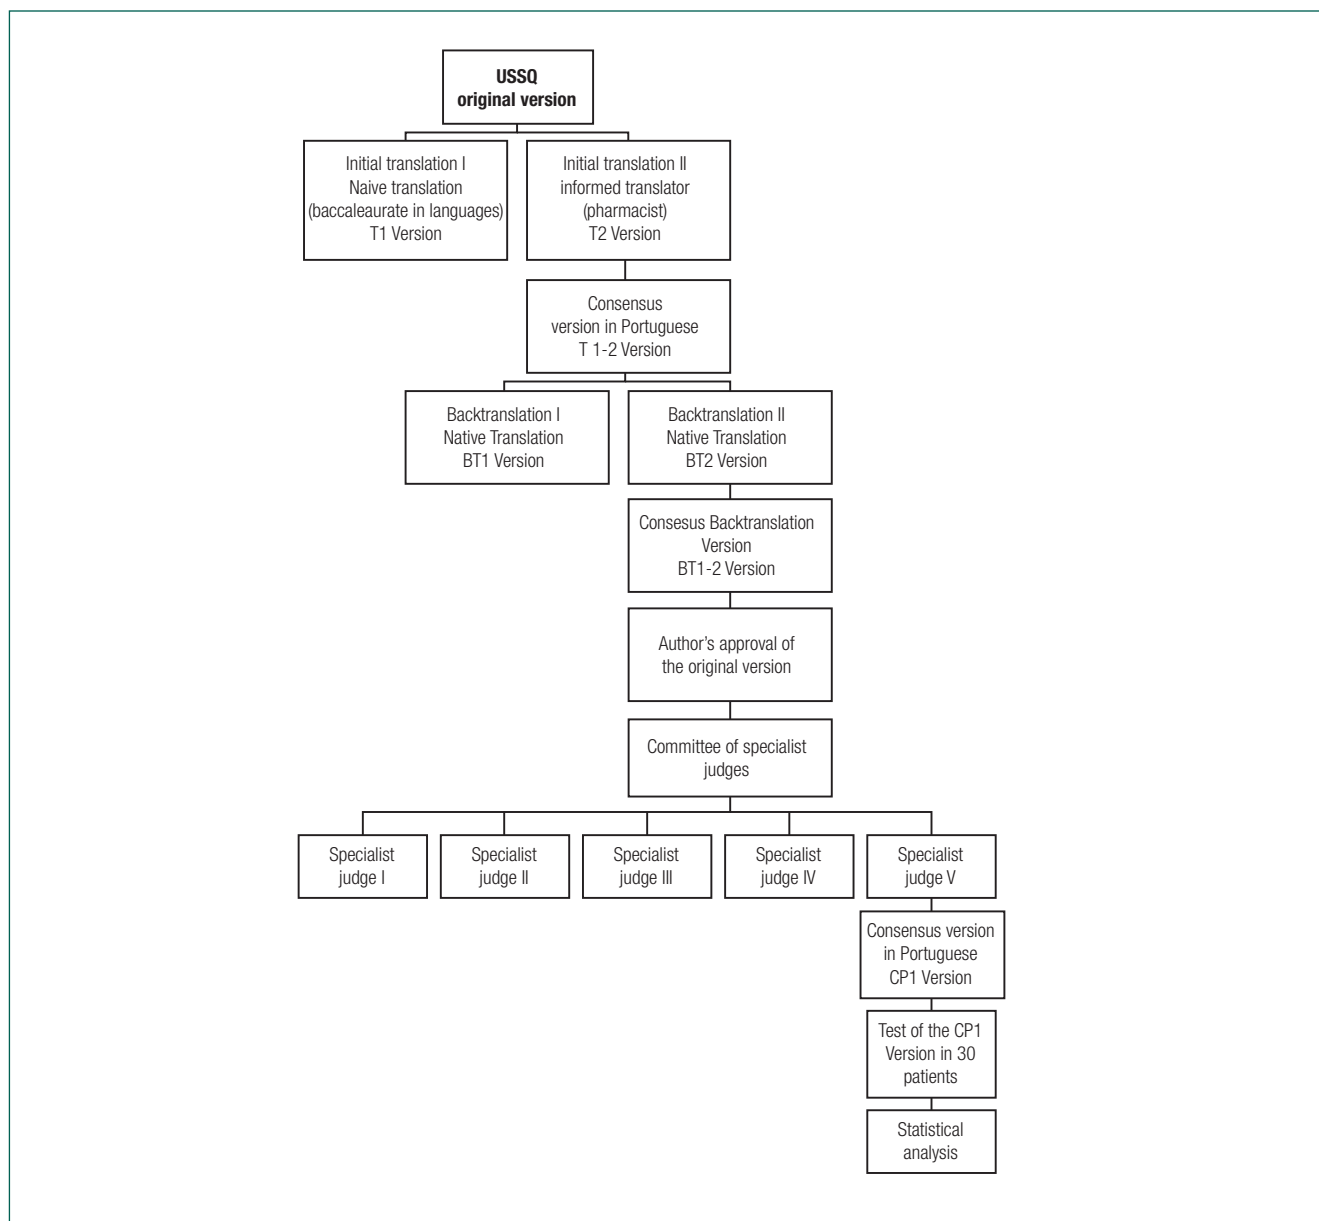 USSQ
original version
Initial translation I
Naive translation
(baccaleaurate in languages)
T1 Version
Initial translation II
informed translator
(pharmacist)
T2 Version
Consensus
version in Portuguese
T 1-2 Version
Backtranslation I
Native Translation
BT1 Version
Backtranslation II
Native Translation
BT2 Version
Consesus Backtranslation
Version
BT1-2 Version
Author’s approval of
the original version
Committee of specialist
judges
Specialist
judge I
Specialist
judge II
Specialist
judge III
Specialist
judge IV
Specialist
judge V
Consensus version
in Portuguese
CP1 Version
Test of the CP1
Version in 30
patients
Statistical
analysis